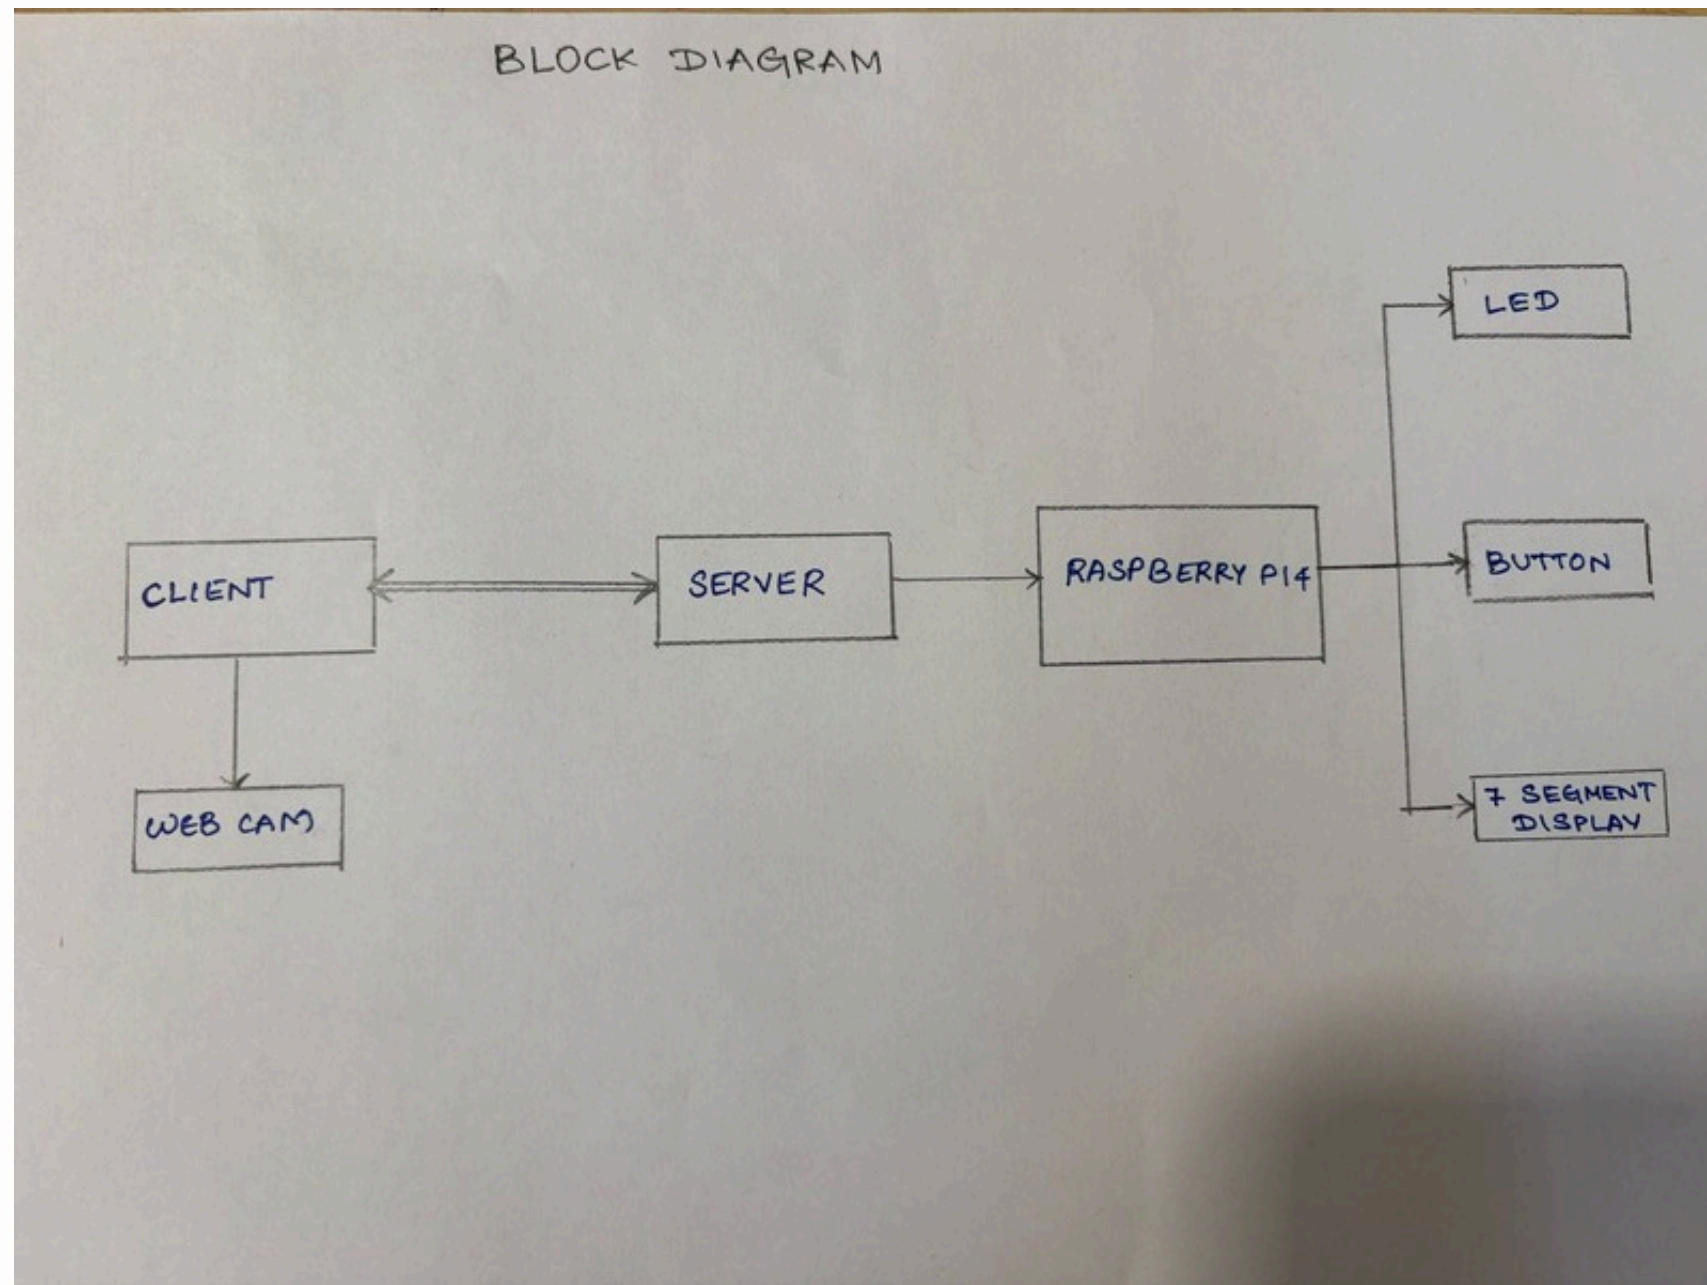 BLOCK DIAGRAM
LED
CLIENT
SERVER
RASPBERRY PI4
BUTTON
WEB CAM
7 SEGMENT
DISPLAY